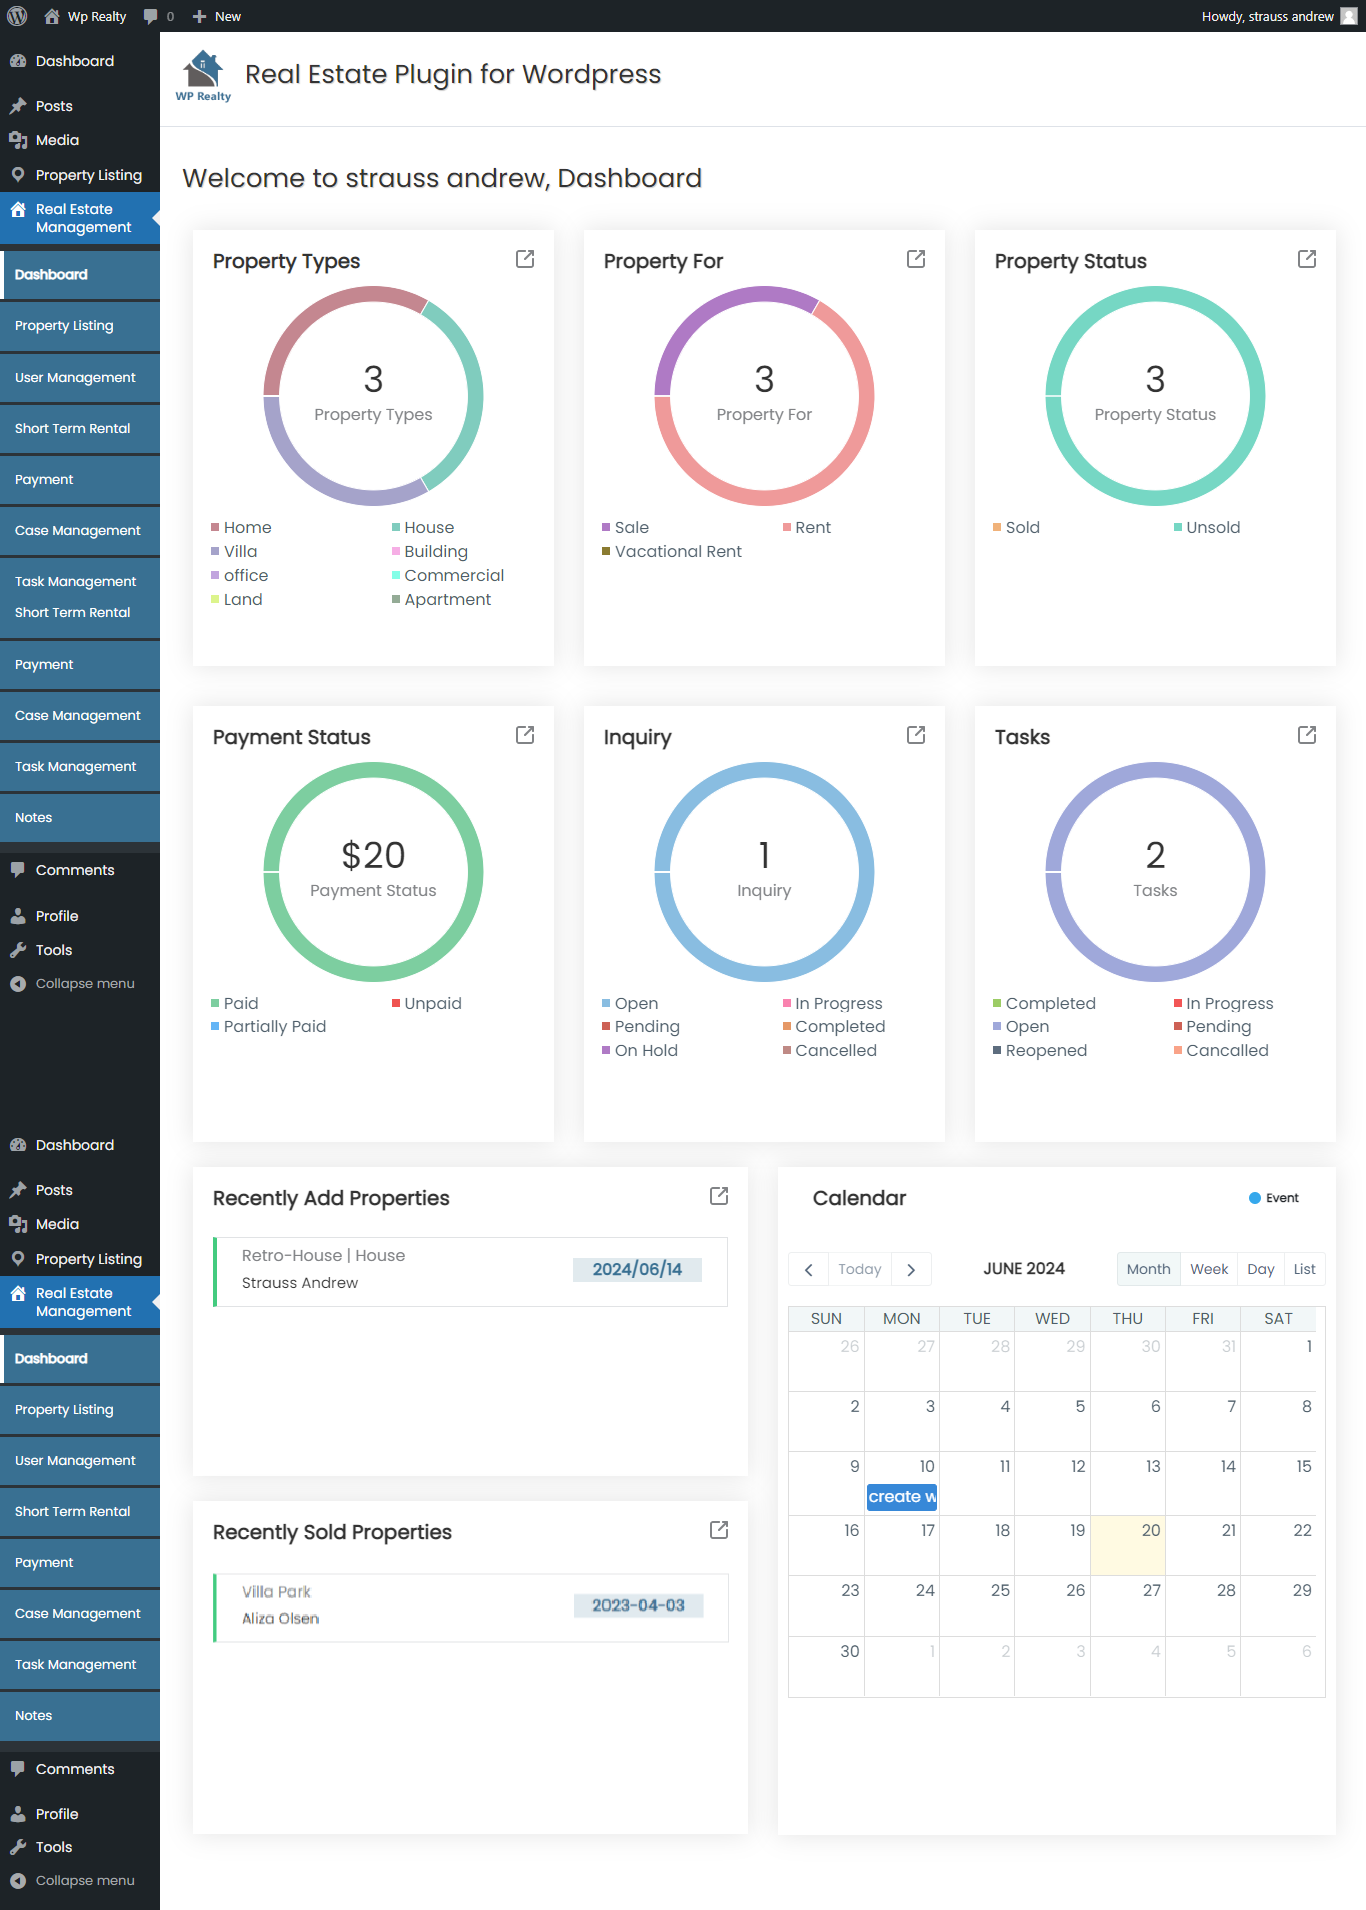 Wp Realty
0
New
Howdy, strauss andrew
Dashboard
Posts
Media
Property Listing
Real Estate
Management
Dashboard
Property Listing
User Management
Short Term Rental
Payment
Case Management
Task Management
Short Term Rental
Payment
Case Management
Task Management
Notes
Comments
Profile
Tools
Collapse menu
Dashboard
Posts
Media
Property Listing
Real Estate
Management
Dashboard
Property Listing
User Management
Short Term Rental
Payment
Case Management
Task Management
Notes
Comments
Profile
Tools
Collapse menu
WP Realty
Real Estate Plugin for Wordpress
Welcome to strauss andrew, Dashboard
Property Types
3
Property Types
Home
House
Villa
Building
office
Commercial
Land
Apartment
Property For
3
Property For
Sale
Rent
Vacational Rent
Property Status
3
Property Status
Sold
Unsold
Payment Status
$20
Payment Status
Paid
Unpaid
Partially Paid
Inquiry
1
Inquiry
Open
In Progress
Pending
Completed
On Hold
Cancelled
Tasks
2
Tasks
Completed
In Progress
Open
Pending
Reopened
Cancalled
Recently Add Properties
Retro-House | House
Strauss Andrew
2024/06/14
Recently Sold Properties
Villa Park
Aliza Olsen
2023-04-03
Calendar
Event
Today
JUNE 2024
Month Week Day List
SUN MON TUE WED THU FRI SAT
26 27 28 29 30 31 1
2 3 4 5 6 7 8
9 10 11 12 13 14 15
create w
16 17 18 19 20 21 22
23 24 25 26 27 28 29
30 1 2 3 4 5 6